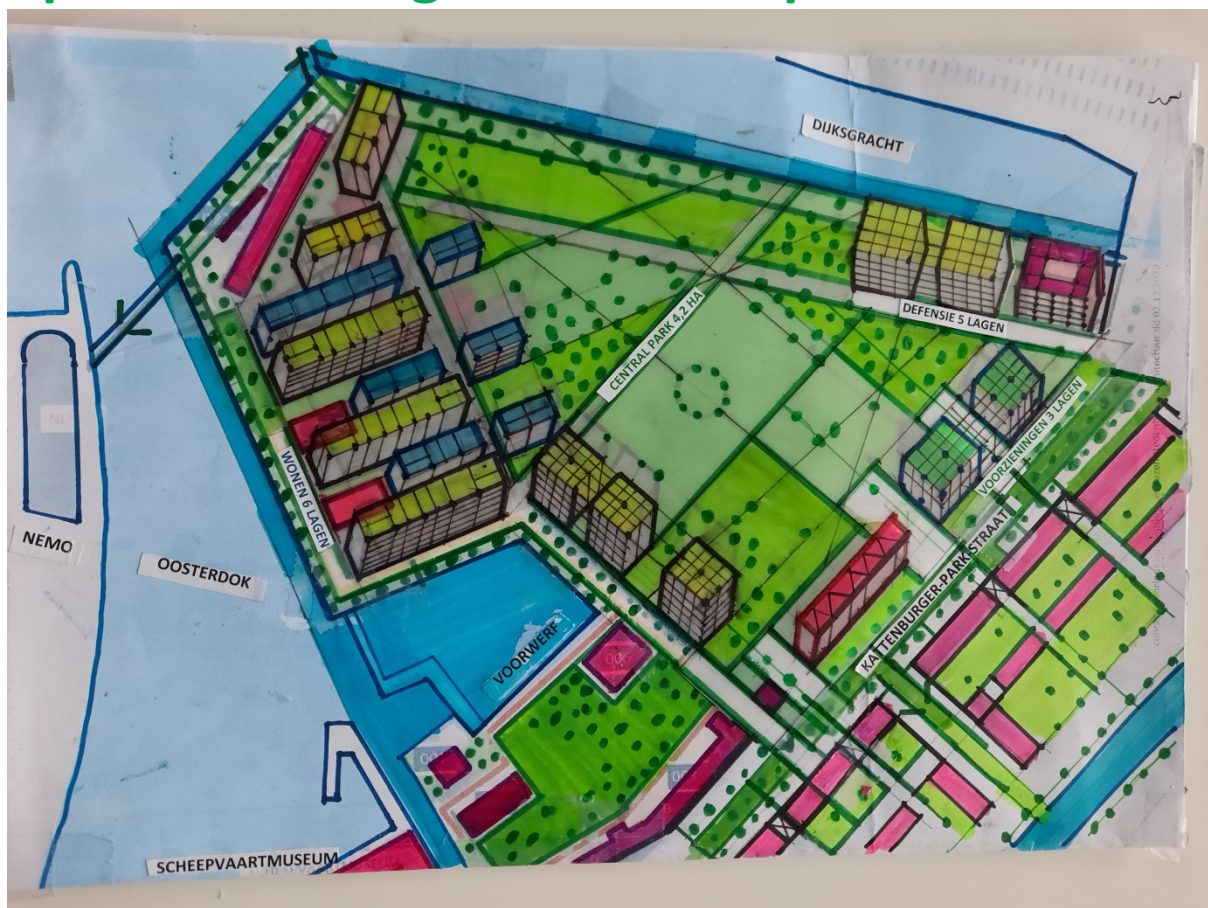 DIJKSGRACHT
DEFENSIE 5 LAGEN
CENTRAL PARK 4,2 HA
VOORZIENINGEN 3 LAGEN
WONEN 6 LAGEN
NEMO
OOSTERDOK
KATTENBURGER-PARK-STRAAT
VOORWERF
SCHEEPVAARTMUSEUM